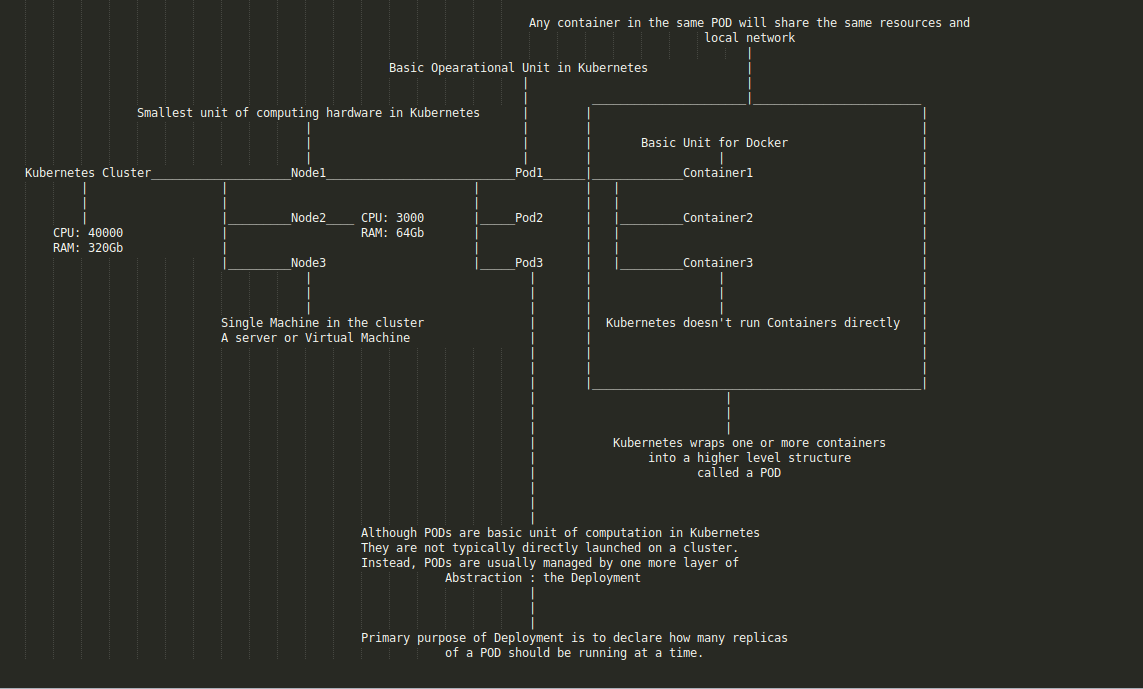 Any container in the same POD will share the same resources and
local network
Basic Opearational Unit in Kubernetes
Smallest unit of computing hardware in Kubernetes
Basic Unit for Docker
Kubernetes Cluster Node1 Pod1 Container1
Node2 CPU: 3000 Pod2 Container2
CPU: 40000 RAM: 64Gb
RAM: 320Gb
Node3 Pod3 Container3
Single Machine in the cluster Kubernetes doesn't run Containers directly
A server or Virtual Machine
Kubernetes wraps one or more containers
into a higher level structure
called a POD
Although PODs are basic unit of computation in Kubernetes
They are not typically directly launched on a cluster.
Instead, PODs are usually managed by one more layer of
Abstraction : the Deployment
Primary purpose of Deployment is to declare how many replicas
of a POD should be running at a time.